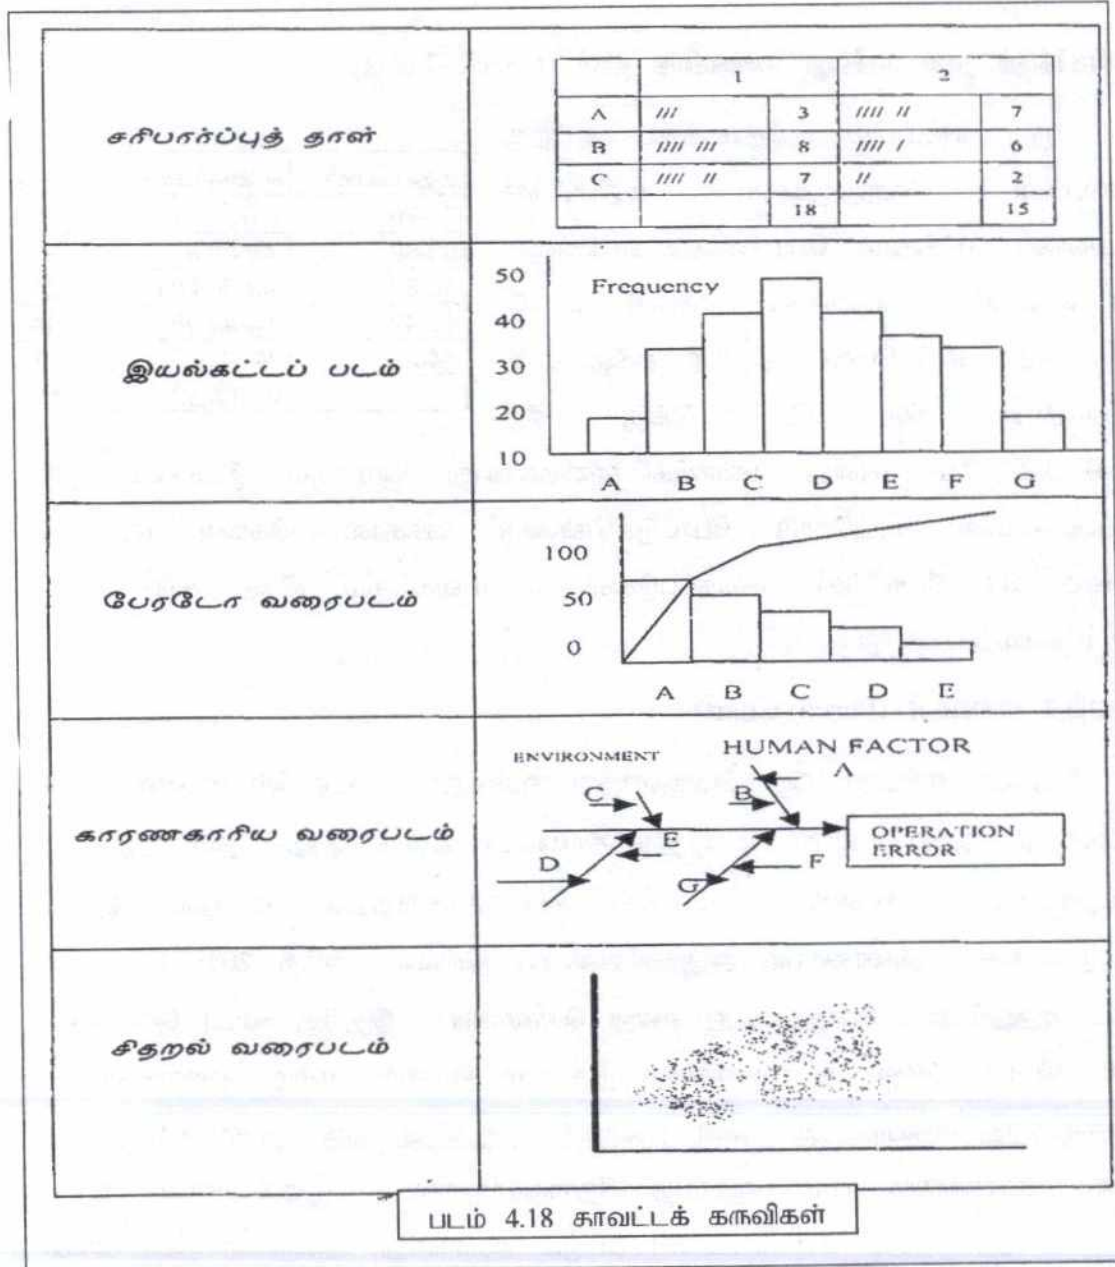 1 2
சரிபார்ப்புத் தாள்
A /// 3 //// // 7
B //// /// 8 //// / 6
C //// // 7 // 2
18 15
50
Frequency
40
இயல்கட்டப் படம்
30
20
10
A B C D E F G
100
பேரடோ வரைபடம்
50
0
A B C D E
ENVIRONMENT HUMAN FACTOR
C B A
காரணகாரிய வரைபடம்
E OPERATION
ERROR
D F
G
சிதறல் வரைபடம்
படம் 4.18 காவட்டக் கருவிகள்